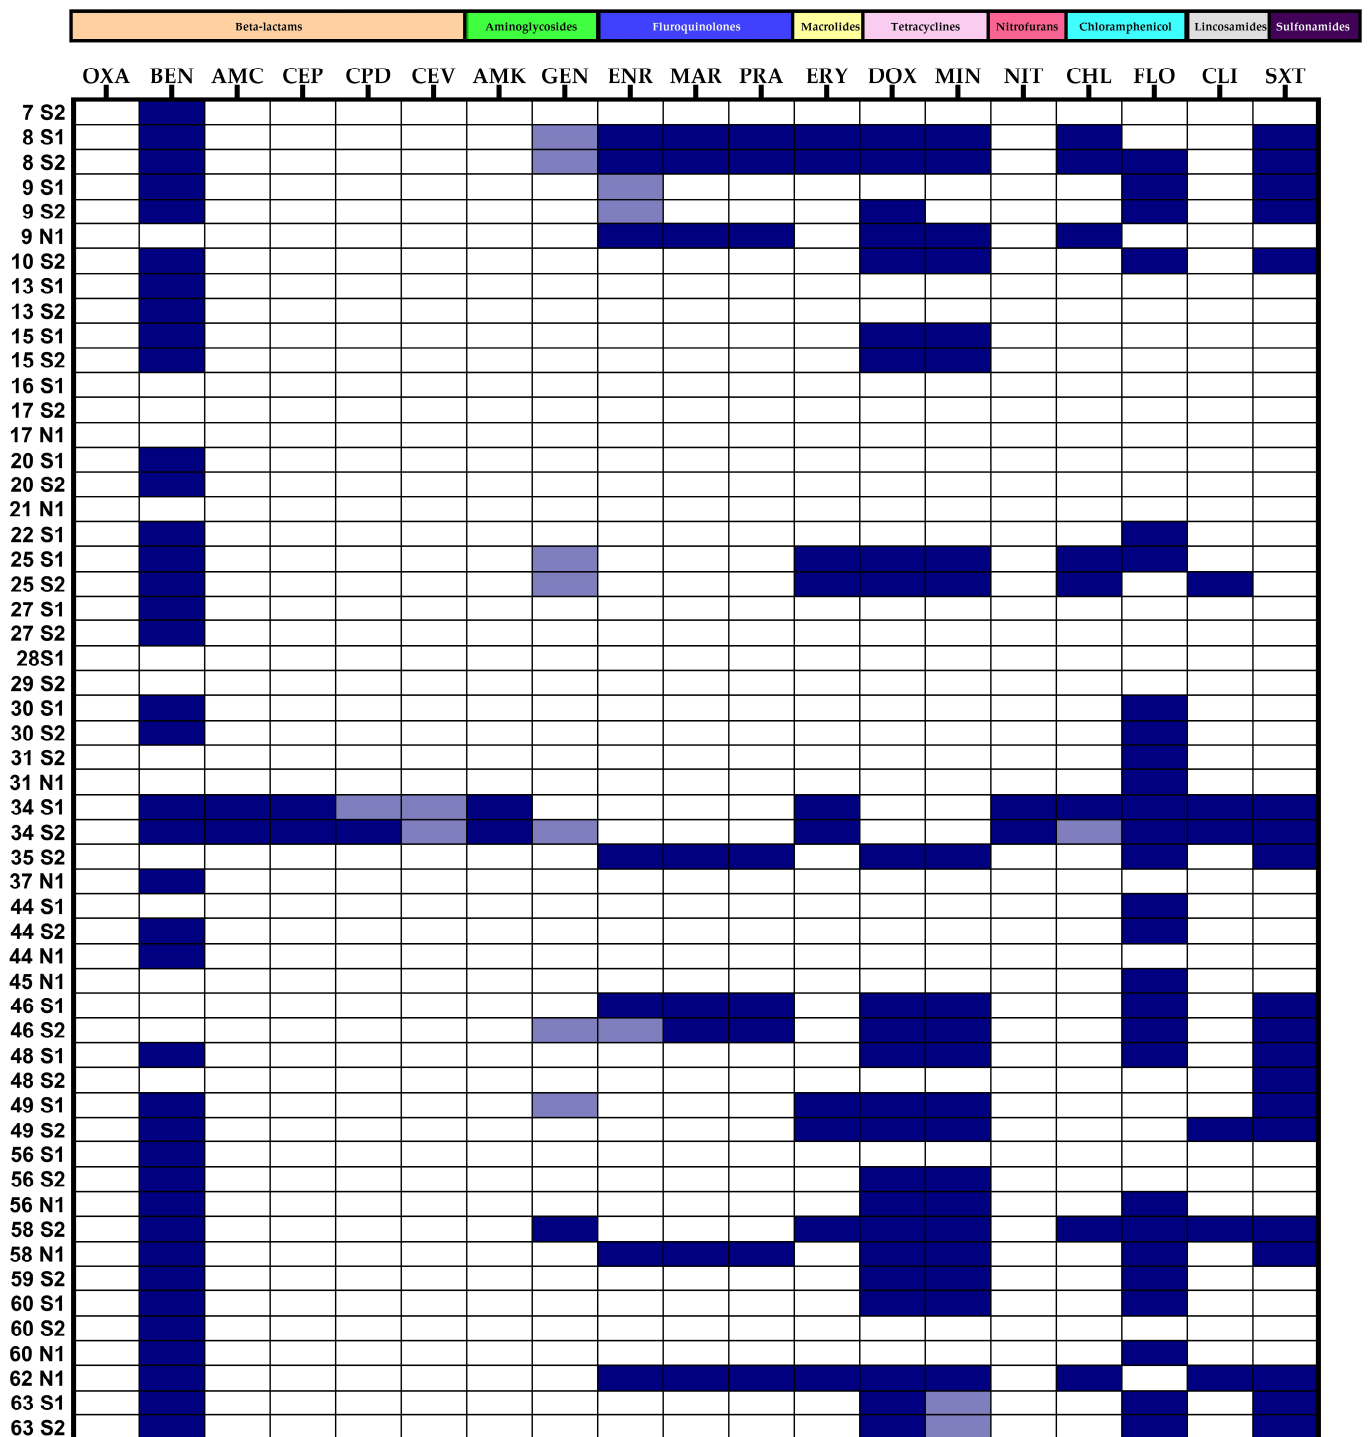 Beta-lactams Aminoglycosides Fluroquinolones Macrolides Tetracyclines Nitrofurans Chloramphenicol Lincosamides Sulfonamides
OXA BEN AMC CEP CPD CEV AMK GEN ENR MAR PRA ERY DOX MIN NIT CHL FLO CLI SXT
7 S2
8 S1
8 S2
9 S1
9 S2
9 N1
10 S2
13 S1
13 S2
15 S1
15 S2
16 S1
17 S2
17 N1
20 S1
20 S2
21 N1
22 S1
25 S1
25 S2
27 S1
27 S2
28S1
29 S2
30 S1
30 S2
31 S2
31 N1
34 S1
34 S2
35 S2
37 N1
44 S1
44 S2
44 N1
45 N1
46 S1
46 S2
48 S1
48 S2
49 S1
49 S2
56 S1
56 S2
56 N1
58 S2
58 N1
59 S2
60 S1
60 S2
60 N1
62 N1
63 S1
63 S2